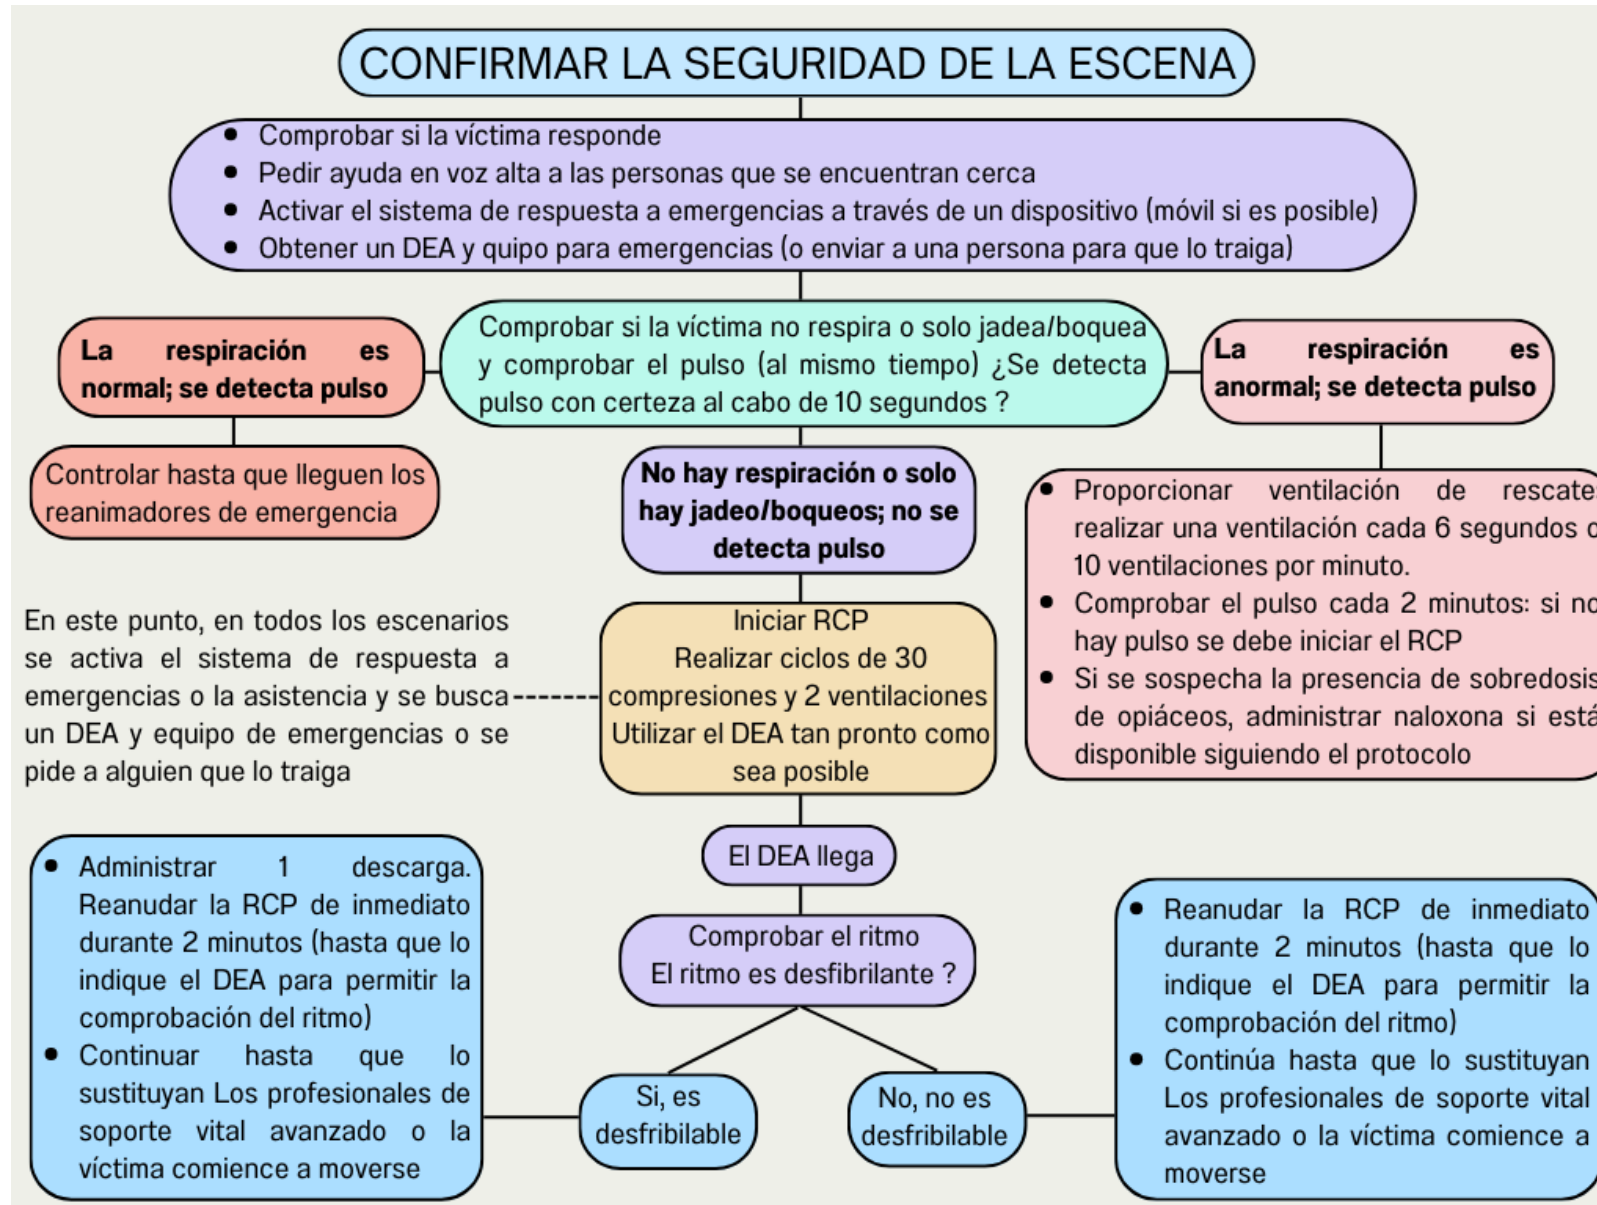 CONFIRMAR LA SEGURIDAD DE LA ESCENA
• Comprobar si la víctima responde
• Pedir ayuda en voz alta a las personas que se encuentran cerca
• Activar el sistema de respuesta a emergencias a través de un dispositivo (móvil si es posible)
• Obtener un DEA y quipo para emergencias (o enviar a una persona para que lo traiga)
Comprobar si la víctima no respira o solo jadea/boquea
y comprobar el pulso (al mismo tiempo) ¿Se detecta
pulso con certeza al cabo de 10 segundos ?
La respiración es
normal; se detecta pulso
Controlar hasta que lleguen los
reanimadores de emergencia
La respiración es
anormal; se detecta pulso
• Proporcionar ventilación de rescate
realizar una ventilación cada 6 segundos o
10 ventilaciones por minuto.
• Comprobar el pulso cada 2 minutos: si no
hay pulso se debe iniciar el RCP
• Si se sospecha la presencia de sobredosis
de opiáceos, administrar naloxona si está
disponible siguiendo el protocolo
No hay respiración o solo
hay jadeo/boqueos; no se
detecta pulso
En este punto, en todos los escenarios
se activa el sistema de respuesta a
emergencias o la asistencia y se busca
un DEA y equipo de emergencias o se
pide a alguien que lo traiga
Iniciar RCP
Realizar ciclos de 30
compresiones y 2 ventilaciones
Utilizar el DEA tan pronto como
sea posible
El DEA llega
Comprobar el ritmo
El ritmo es desfibrilante ?
Si, es
desfribilable
No, no es
desfribilable
• Administrar 1 descarga.
Reanudar la RCP de inmediato
durante 2 minutos (hasta que lo
indique el DEA para permitir la
comprobación del ritmo)
• Continuar hasta que lo
sustituyan Los profesionales de
soporte vital avanzado o la
víctima comience a moverse
• Reanudar la RCP de inmediato
durante 2 minutos (hasta que lo
indique el DEA para permitir la
comprobación del ritmo)
• Continúa hasta que lo sustituyan
Los profesionales de soporte vital
avanzado o la víctima comience a
moverse